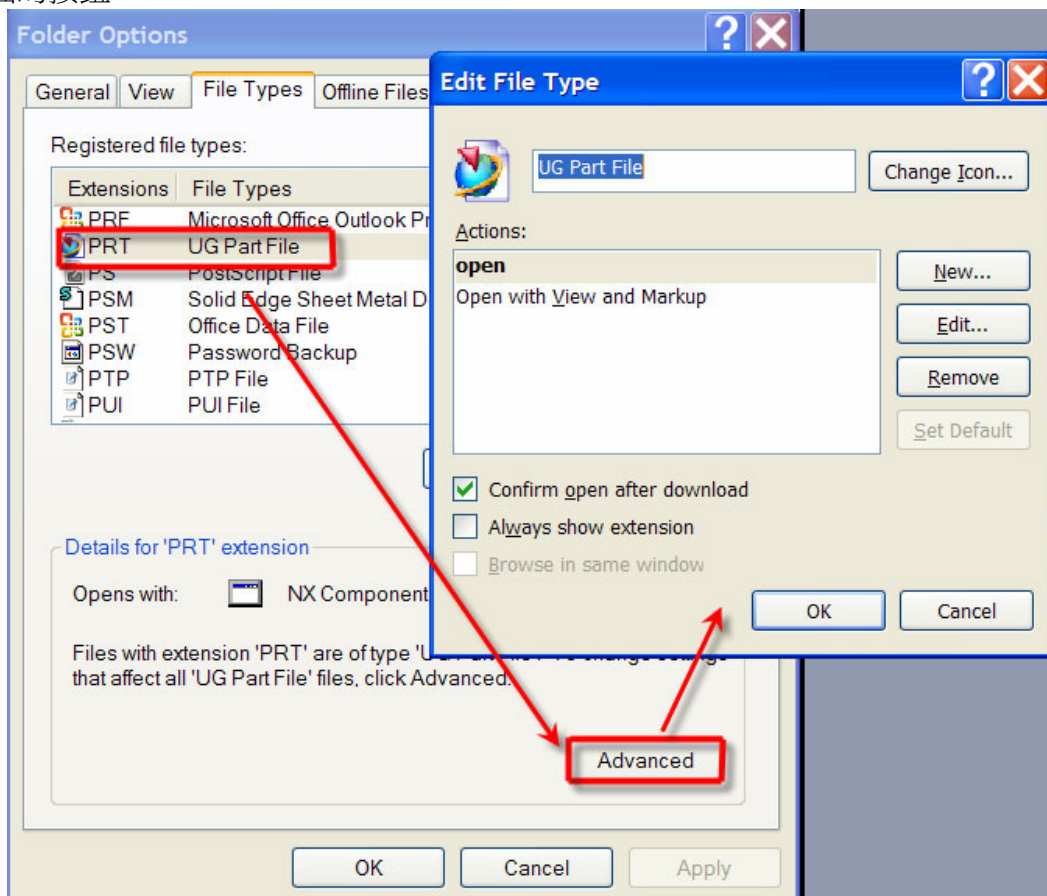 的按鈕
Folder Options
General View File Types Offline Files
Registered file types:
Extensions File Types
PRF Microsoft Office Outlook Pr
PRT UG Part File
PS PostScript File
PSM Solid Edge Sheet Metal D
PST Office Data File
PSW Password Backup
PTP PTP File
PUI PUI File
Details for 'PRT' extension
Opens with: NX Component
Files with extension 'PRT' are of type
that affect all 'UG Part File' files, click Advanced.
Advanced
OK Cancel Apply
Edit File Type
UG Part File
Change Icon...
Actions:
open
Open with View and Markup
New...
Edit...
Remove
Set Default
Confirm open after download
Always show extension
Browse in same window
OK Cancel